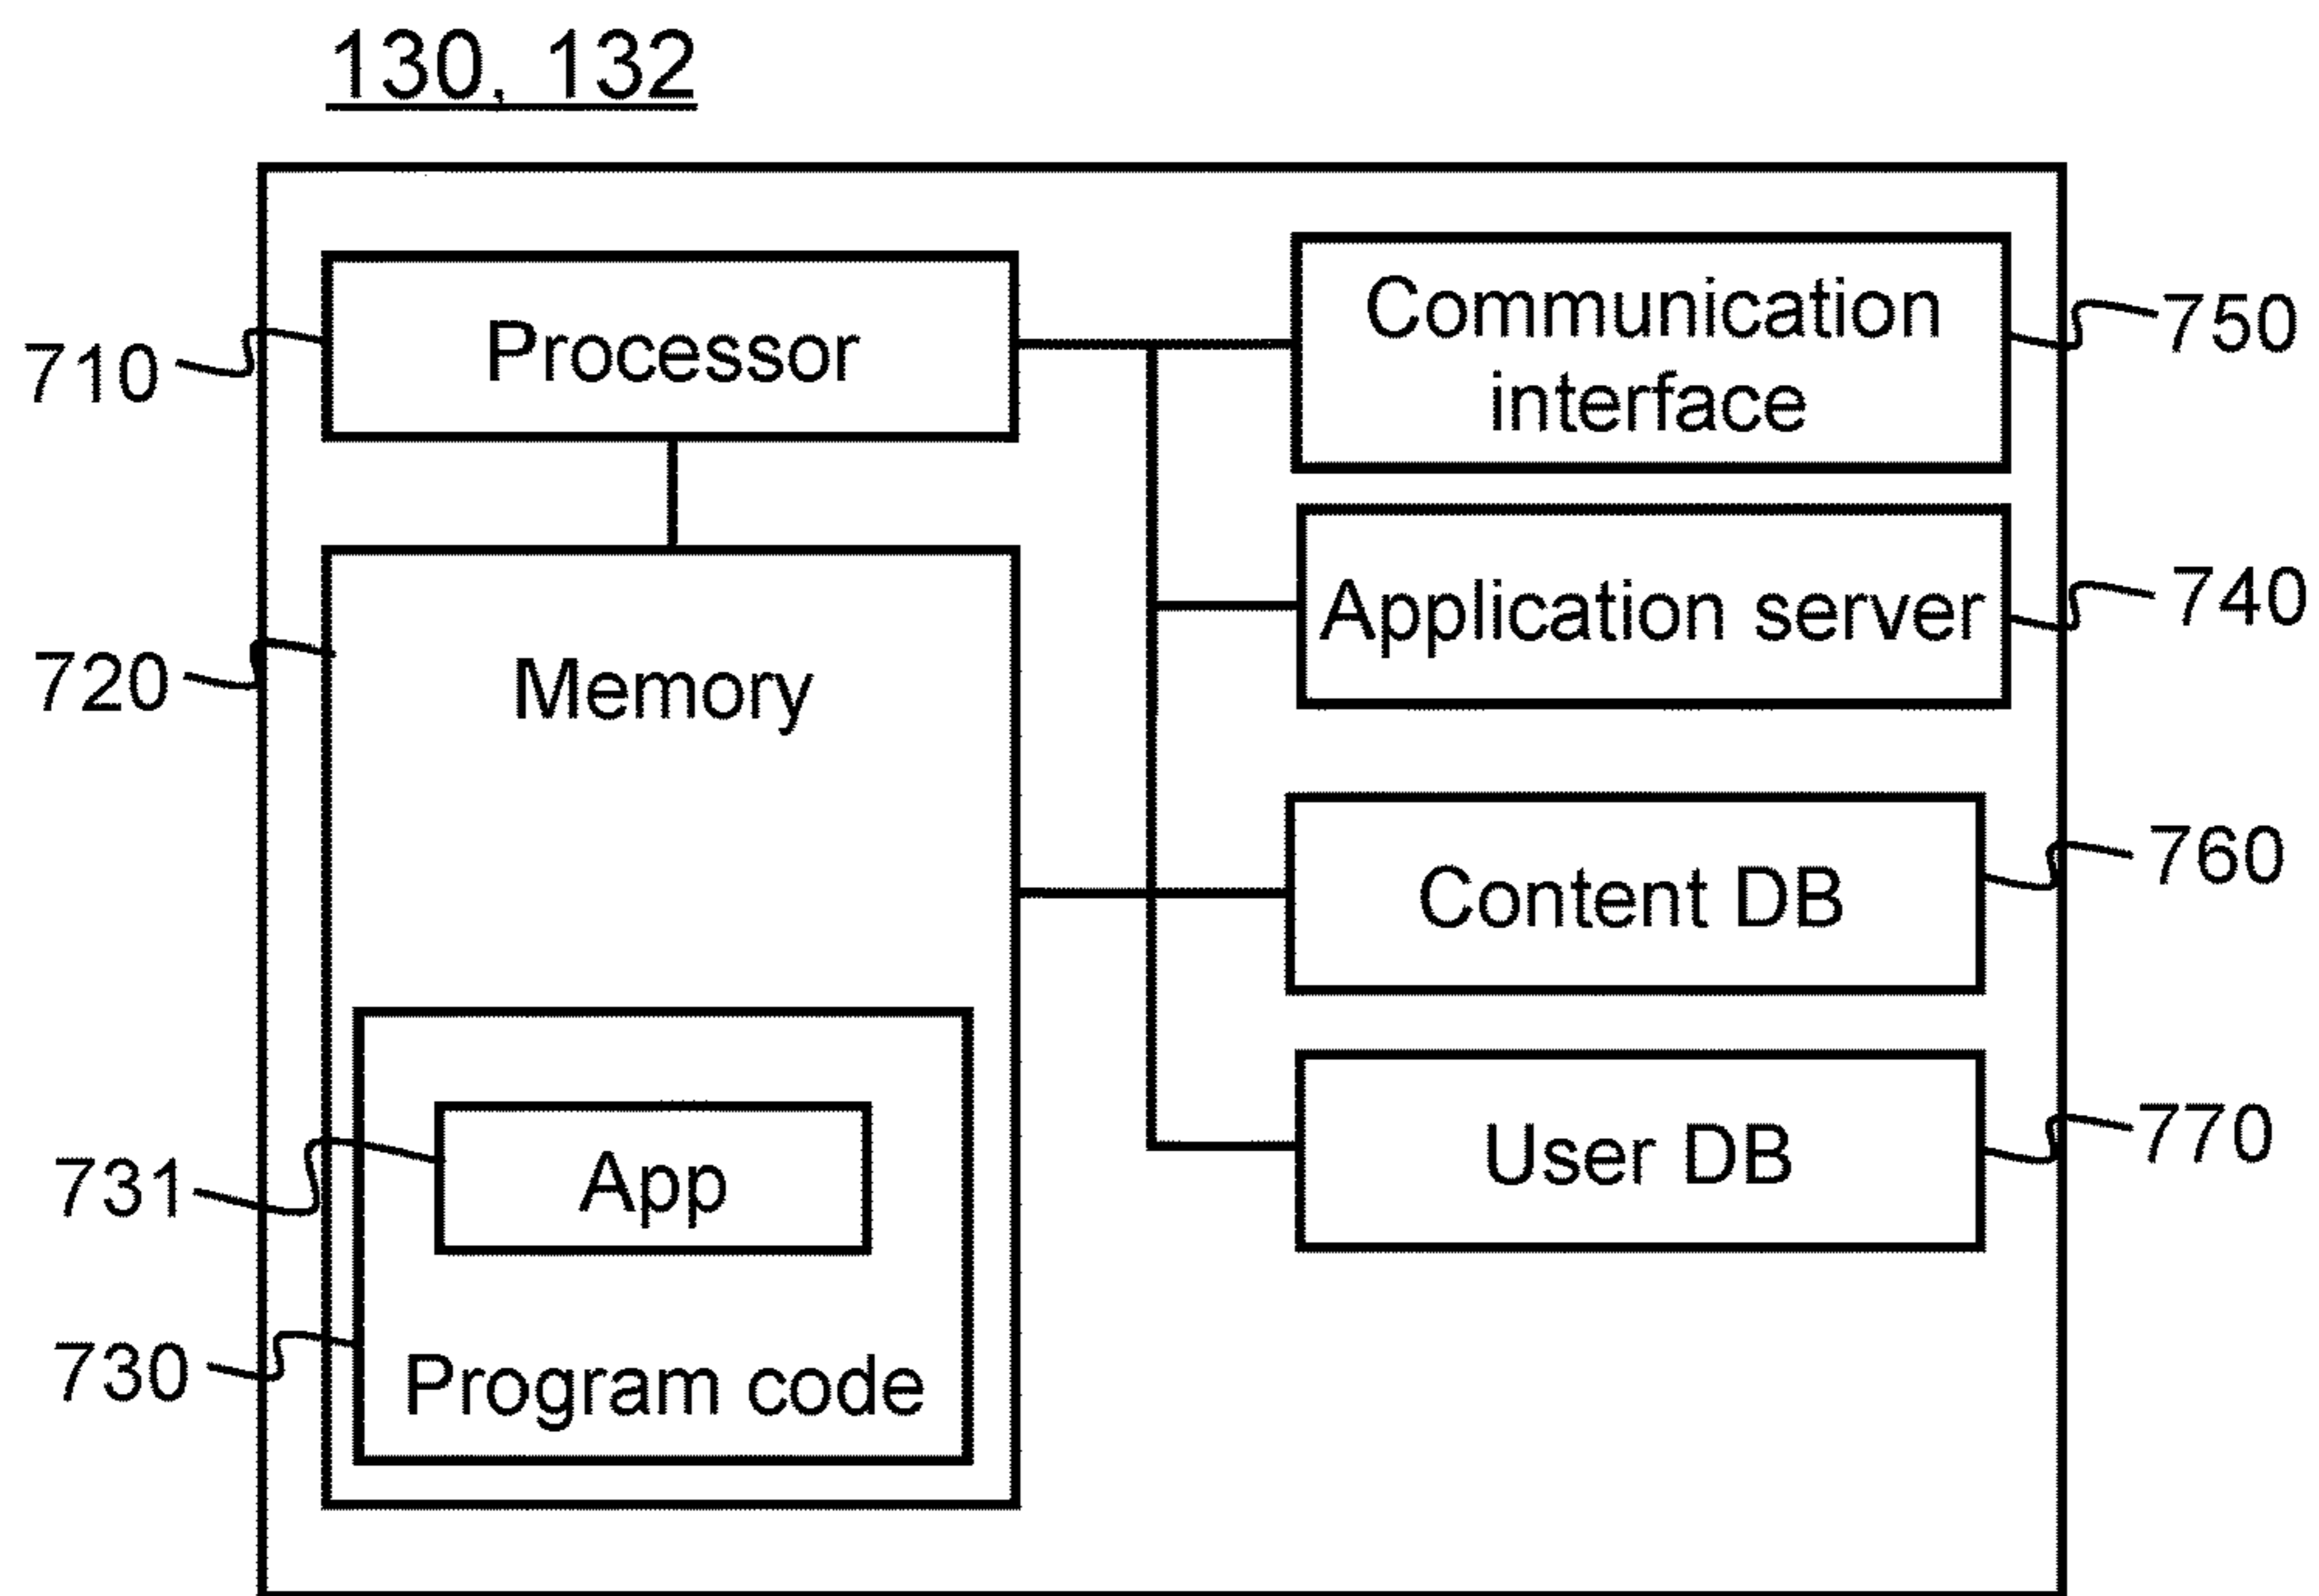 130, 132
710
Processor
Communication
interface
750
Application server
740
720
Memory
Content DB
760
731
App
User DB
770
730
Program code